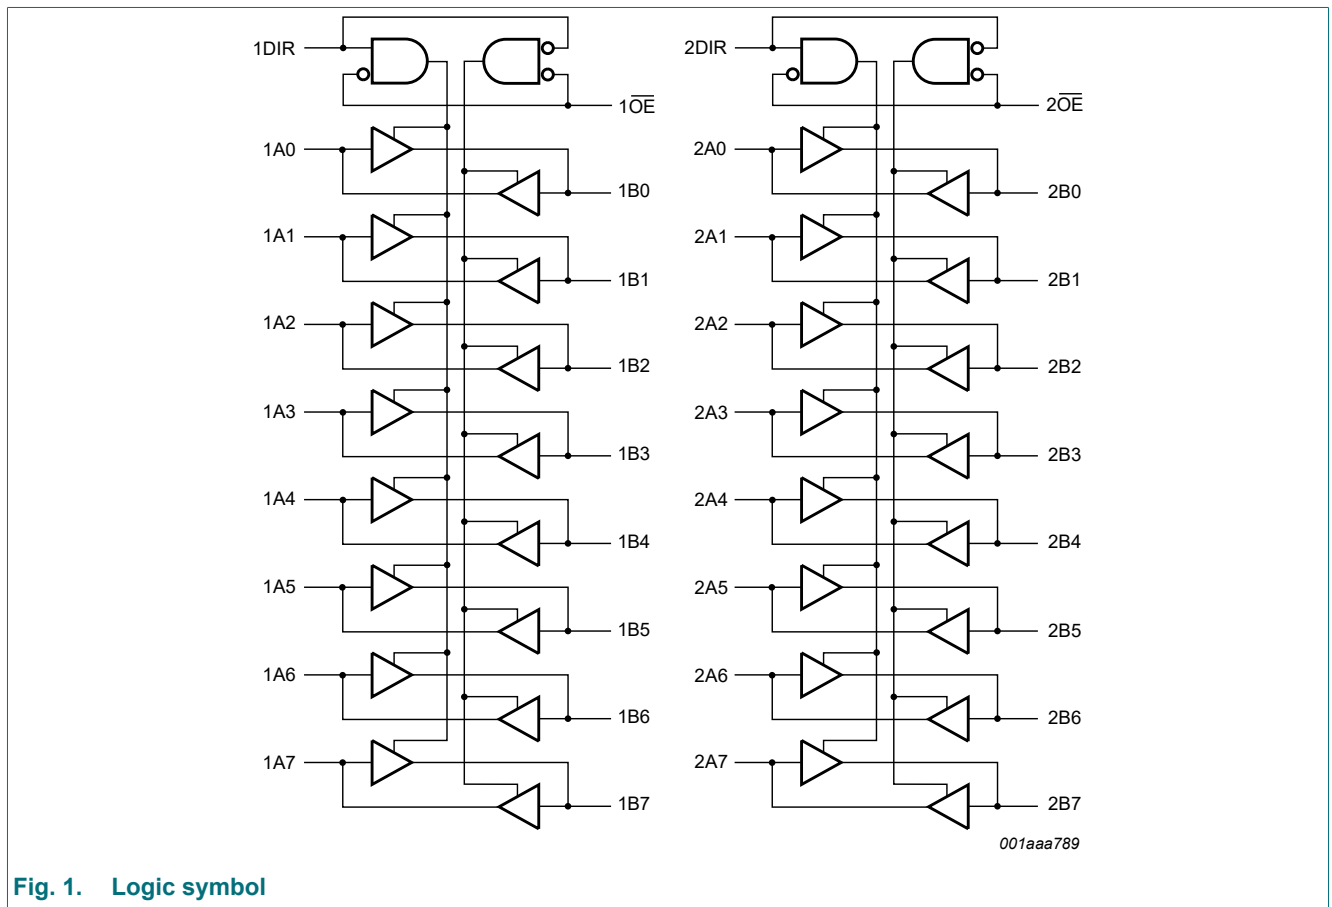 1DIR 2DIR
1O̅E̅ 2O̅E̅
1A0 2A0
1B0 2B0
1A1 2A1
1B1 2B1
1A2 2A2
1B2 2B2
1A3 2A3
1B3 2B3
1A4 2A4
1B4 2B4
1A5 2A5
1B5 2B5
1A6 2A6
1B6 2B6
1A7 2A7
1B7 2B7
001aaa789
Fig. 1. Logic symbol